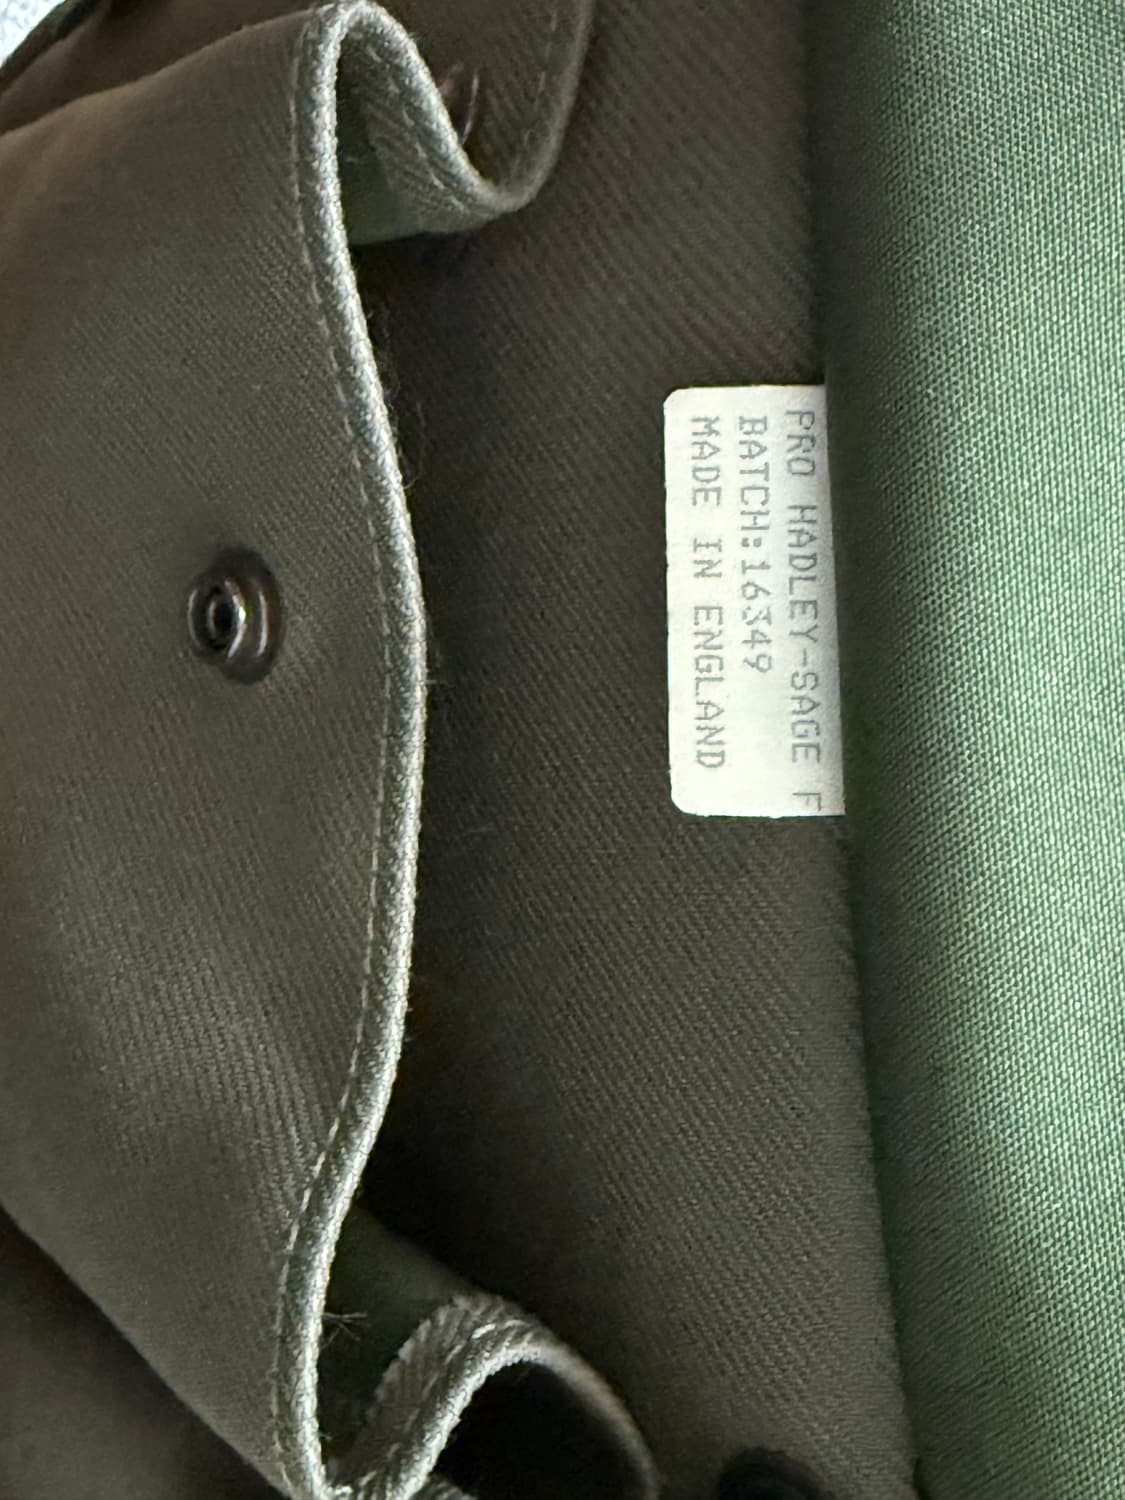 PRO HADLEY-SAGE F
BATCH:16349
MADE IN ENGLAND